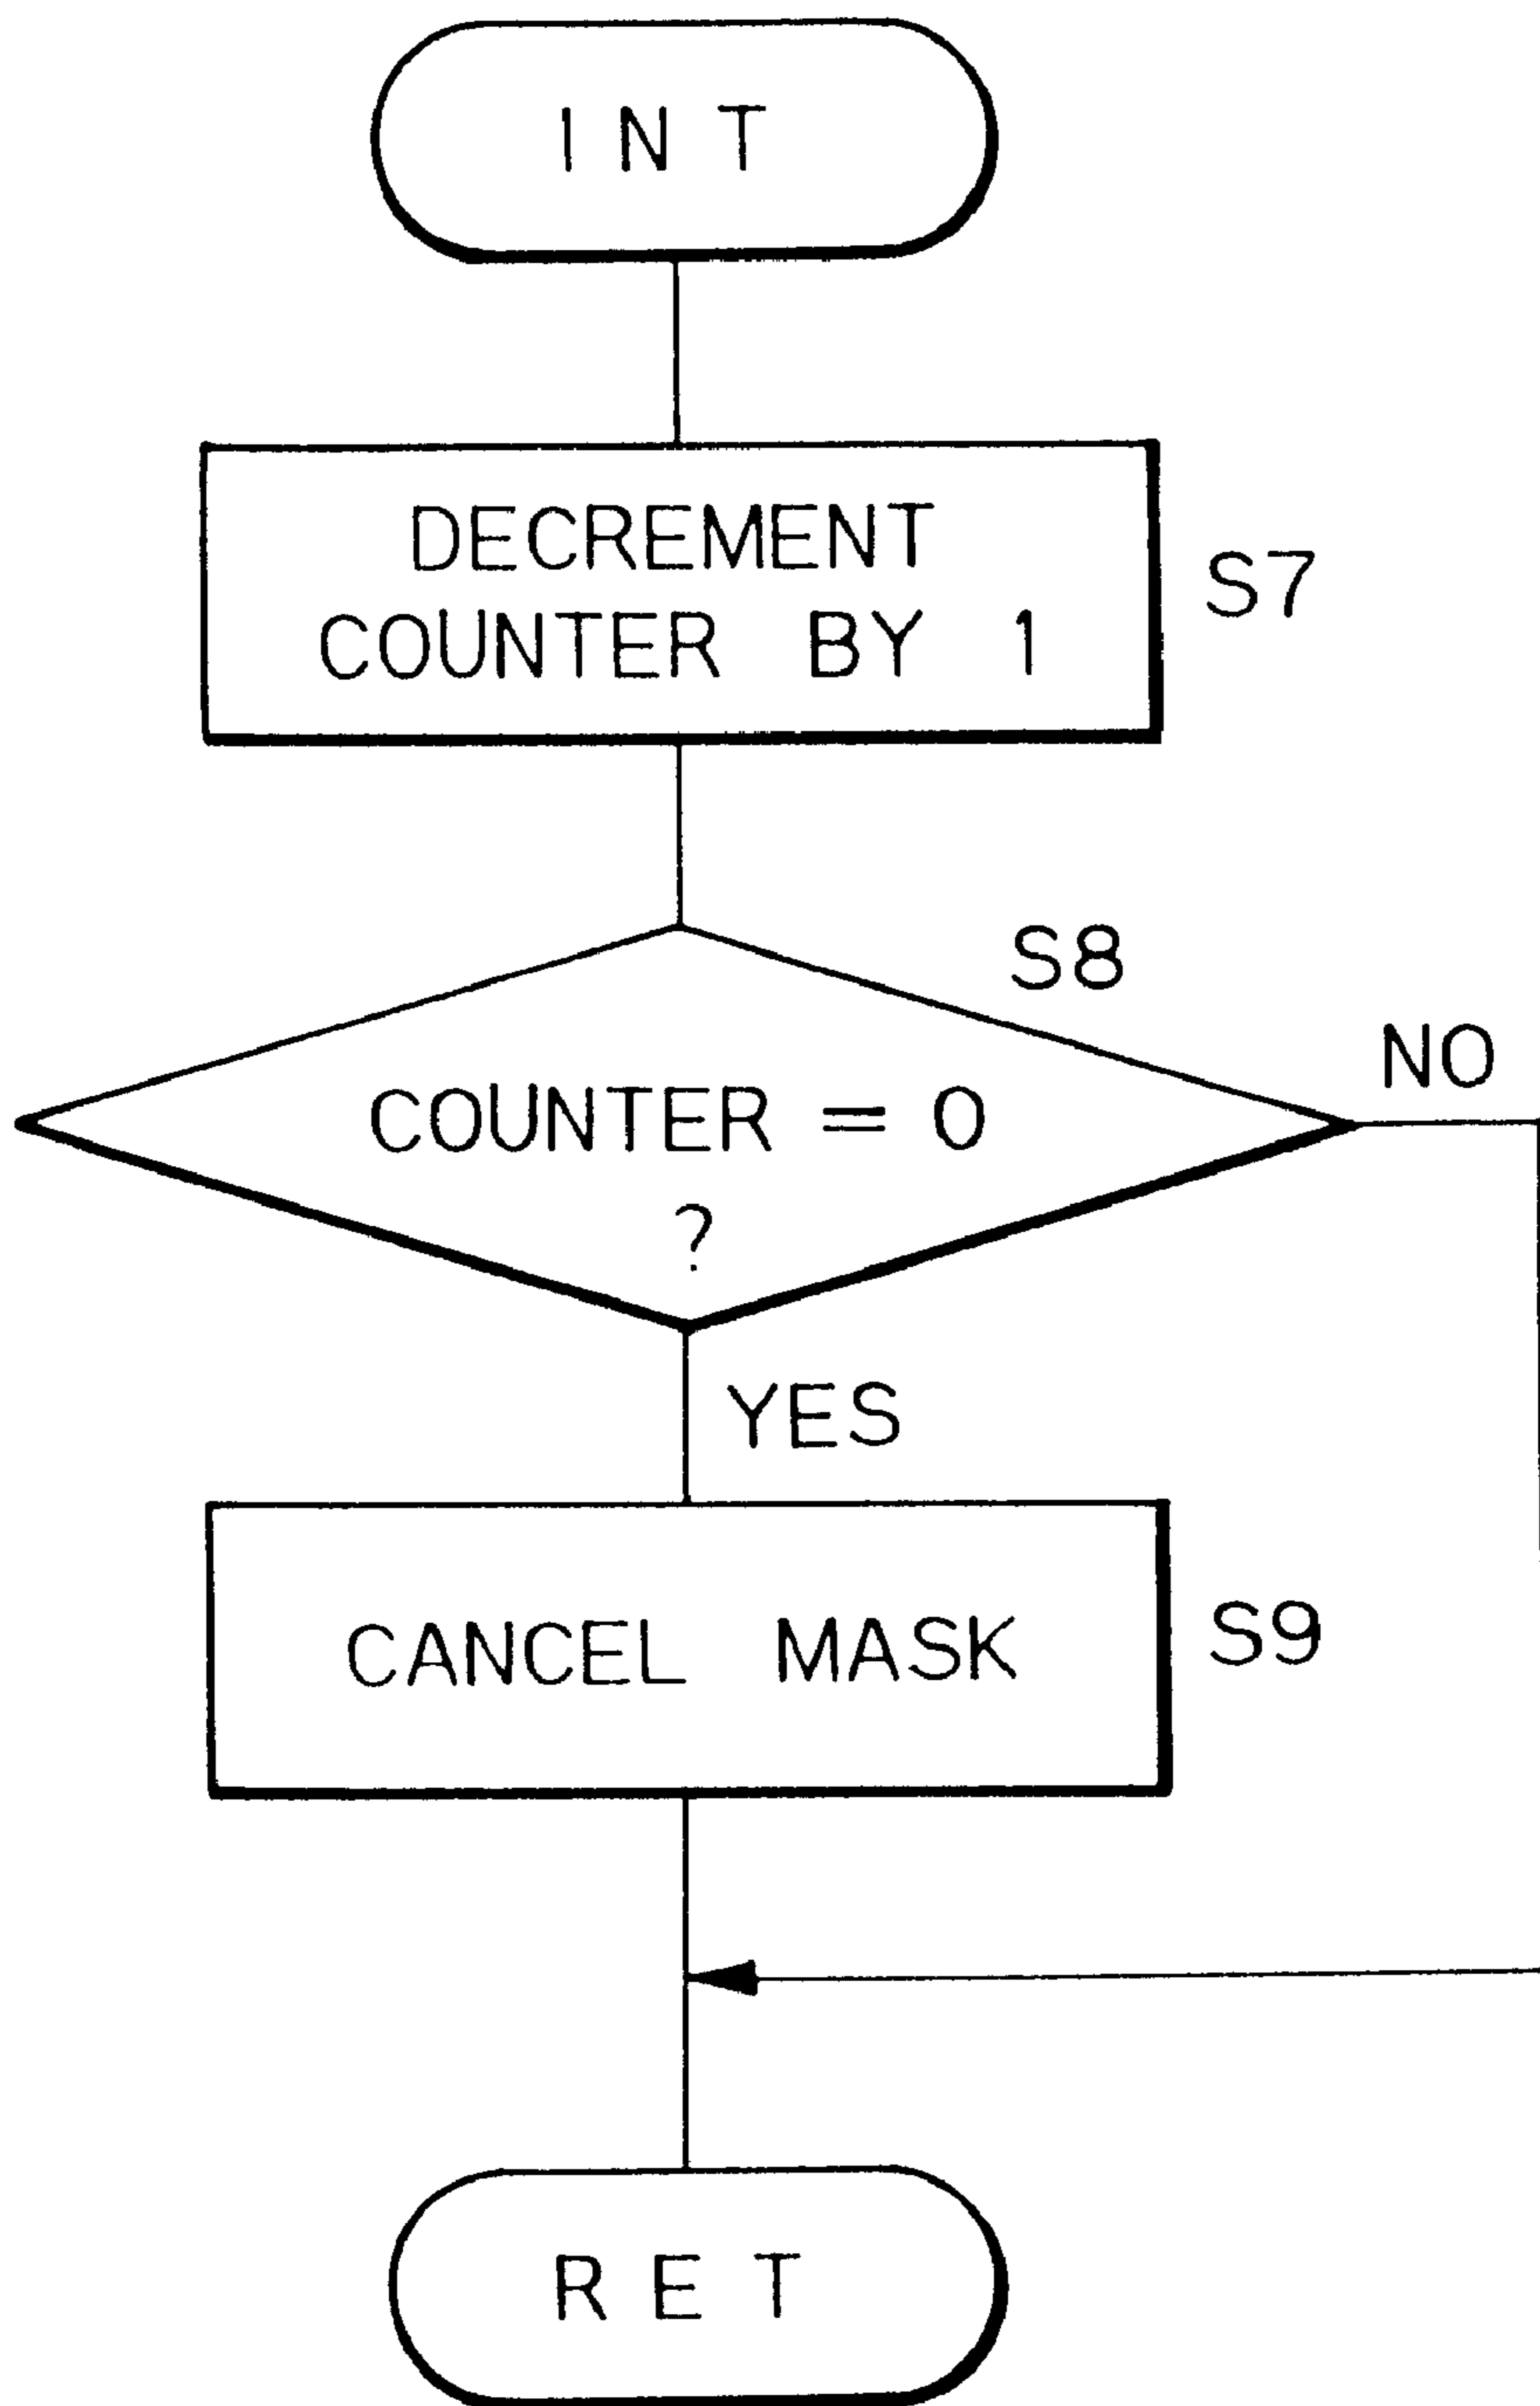 INT
DECREMENT
COUNTER BY 1
S7
S8
COUNTER = 0
?
NO
YES
CANCEL MASK
S9
RET